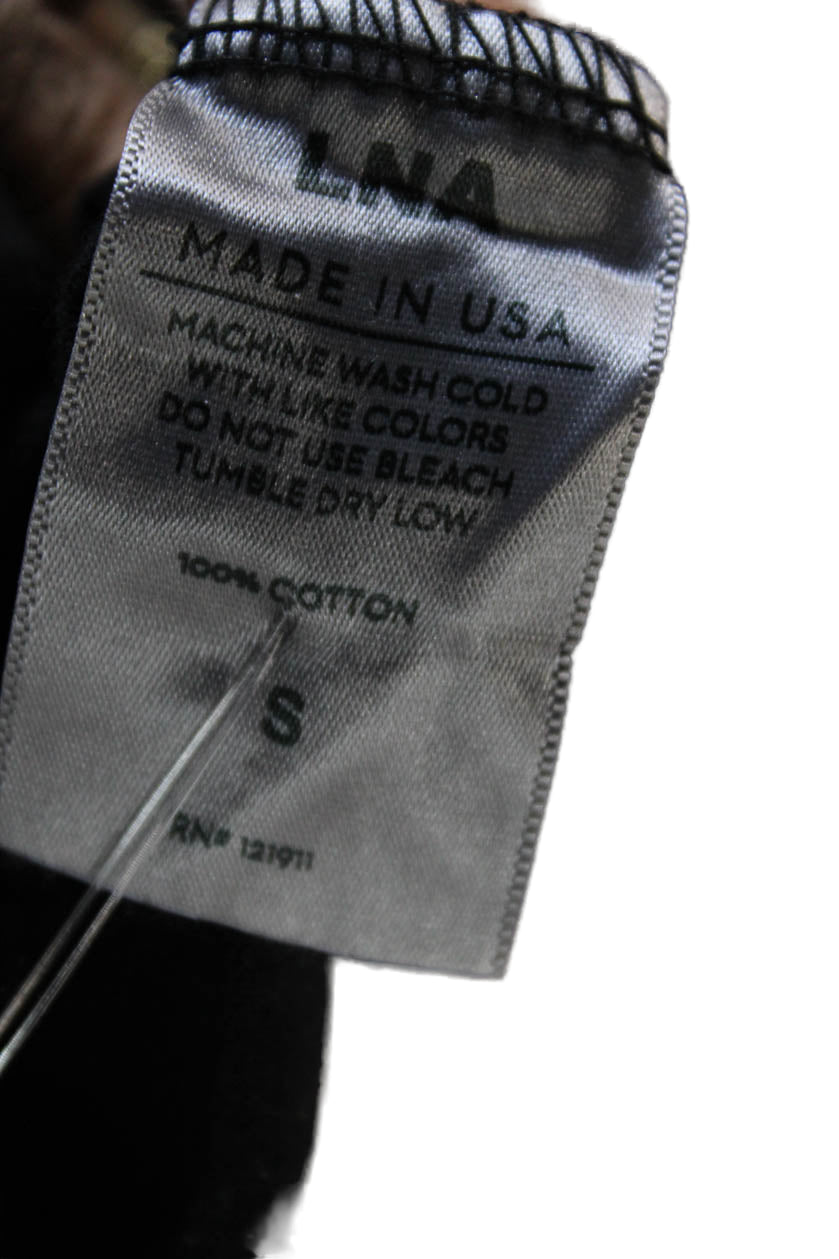 LNA
MADE IN USA
MACHINE WASH COLD
WITH LIKE COLORS
DO NOT USE BLEACH
TUMBLE DRY LOW
100% COTTON
S
RN# 121911